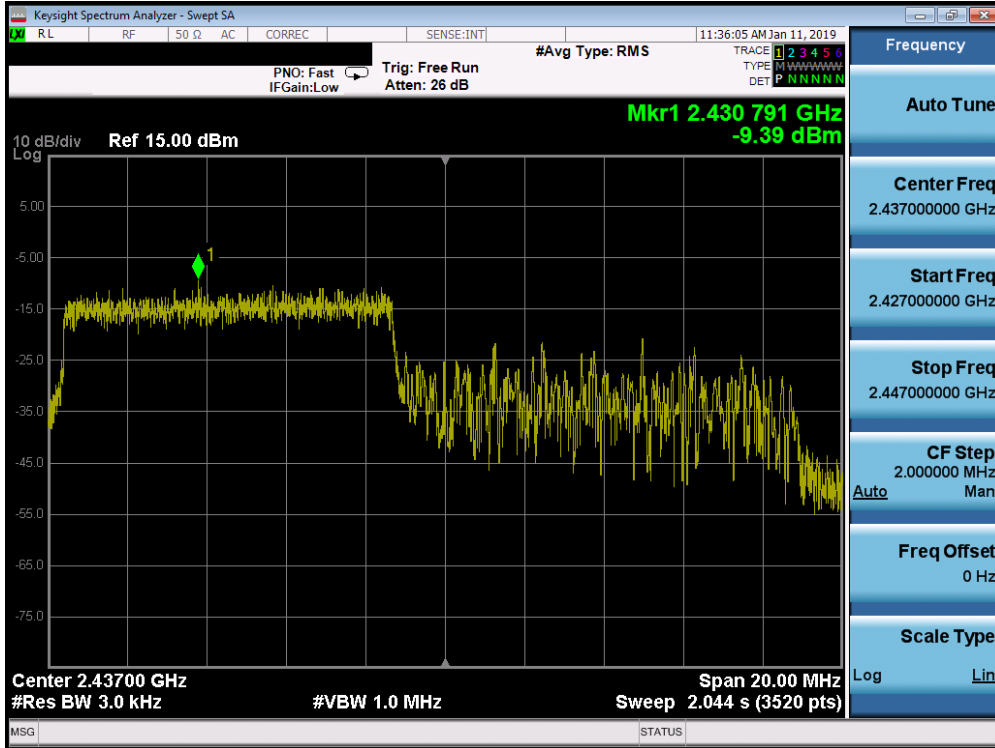 Keysight Spectrum Analyzer - Swept SA
LXI RL RF 50 Ω AC CORREC SENSE:INT 11:36:05 AM Jan 11, 2019
#Avg Type: RMS TRACE 1 2 3 4 5 6
PNO: Fast Trig: Free Run TYPE M WWWWW
IFGain:Low Atten: 26 dB DET P N N N N N
Mkr1 2.430 791 GHz
10 dB/div Ref 15.00 dBm -9.39 dBm
Log
5.00
-5.00
1
-15.0
-25.0
-35.0
-45.0
-55.0
-65.0
-75.0
Center 2.43700 GHz Span 20.00 MHz
#Res BW 3.0 kHz #VBW 1.0 MHz Sweep 2.044 s (3520 pts)
MSG STATUS
Frequency
Auto Tune
Center Freq
2.437000000 GHz
Start Freq
2.427000000 GHz
Stop Freq
2.447000000 GHz
CF Step
2.000000 MHz
Auto Man
Freq Offset
0 Hz
Scale Type
Log Lin